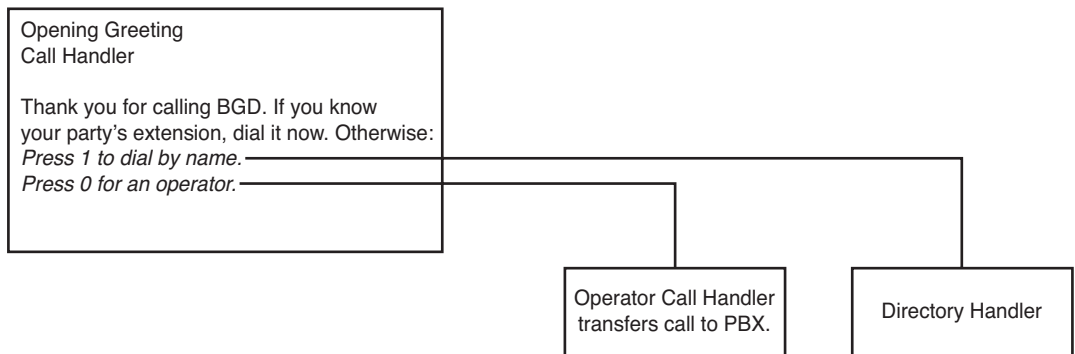 Opening Greeting
Call Handler
Thank you for calling BGD. If you know
your party's extension, dial it now. Otherwise:
Press 1 to dial by name.
Press 0 for an operator.
Operator Call Handler
transfers call to PBX.
Directory Handler